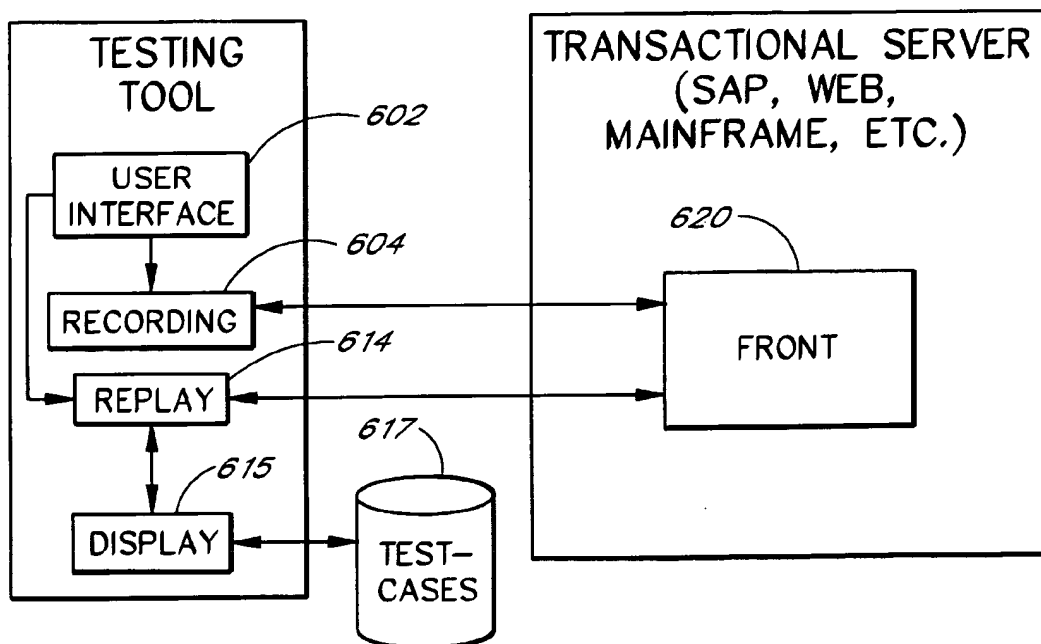 TESTING
TOOL
602
USER
INTERFACE
604
RECORDING
614
REPLAY
615
DISPLAY
617
TEST-
CASES
TRANSACTIONAL SERVER
(SAP, WEB,
MAINFRAME, ETC.)
620
FRONT